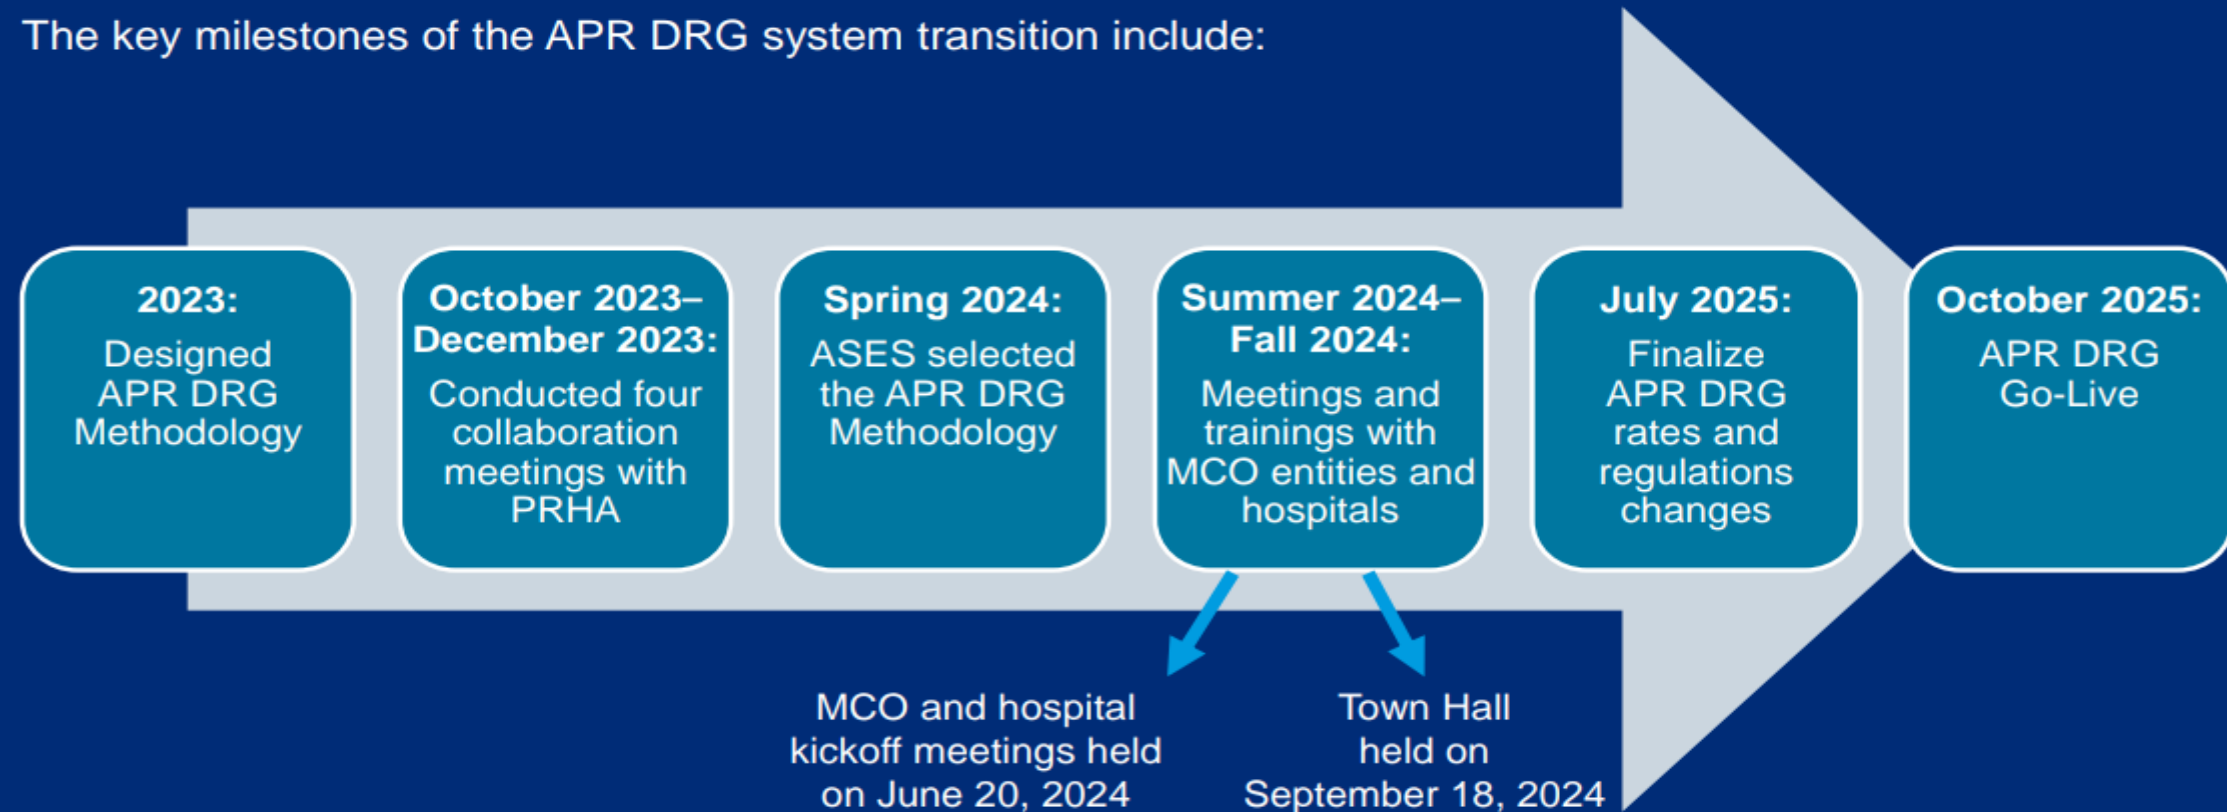 The key milestones of the APR DRG system transition include:
2023:
Designed
APR DRG
Methodology
October 2023–
December 2023:
Conducted four
collaboration
meetings with
PRHA
Spring 2024:
ASES selected
the APR DRG
Methodology
Summer 2024–
Fall 2024:
Meetings and
trainings with
MCO entities and
hospitals
July 2025:
Finalize
APR DRG
rates and
regulations
changes
October 2025:
APR DRG
Go-Live
MCO and hospital
kickoff meetings held
on June 20, 2024
Town Hall
held on
September 18, 2024